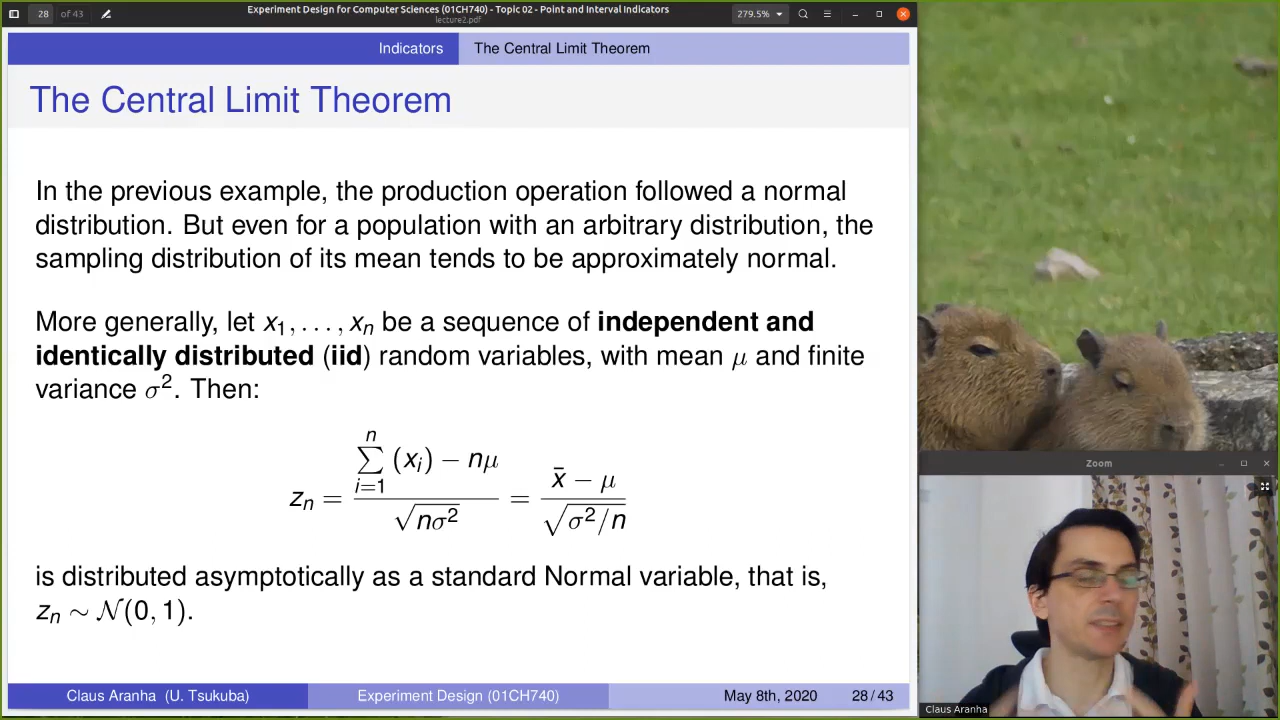 28 of 43
Experiment Design for Computer Sciences (01CH740) - Topic 02 - Point and Interval Indicators
lecture2.pdf
279.5%
Indicators The Central Limit Theorem
The Central Limit Theorem
In the previous example, the production operation followed a normal
distribution. But even for a population with an arbitrary distribution, the
sampling distribution of its mean tends to be approximately normal.
More generally, let x₁, . . . , xₙ be a sequence of independent and
identically distributed (iid) random variables, with mean μ and finite
variance σ². Then:
zₙ = (∑ᵢ₌₁ⁿ (xᵢ) − nμ) / √(nσ²) = (x̄ − μ) / √(σ²/n)
is distributed asymptotically as a standard Normal variable, that is,
zₙ ∼ 𝒩(0, 1).
Claus Aranha (U. Tsukuba) Experiment Design (01CH740) May 8th, 2020 28 / 43
Zoom
Claus Aranha